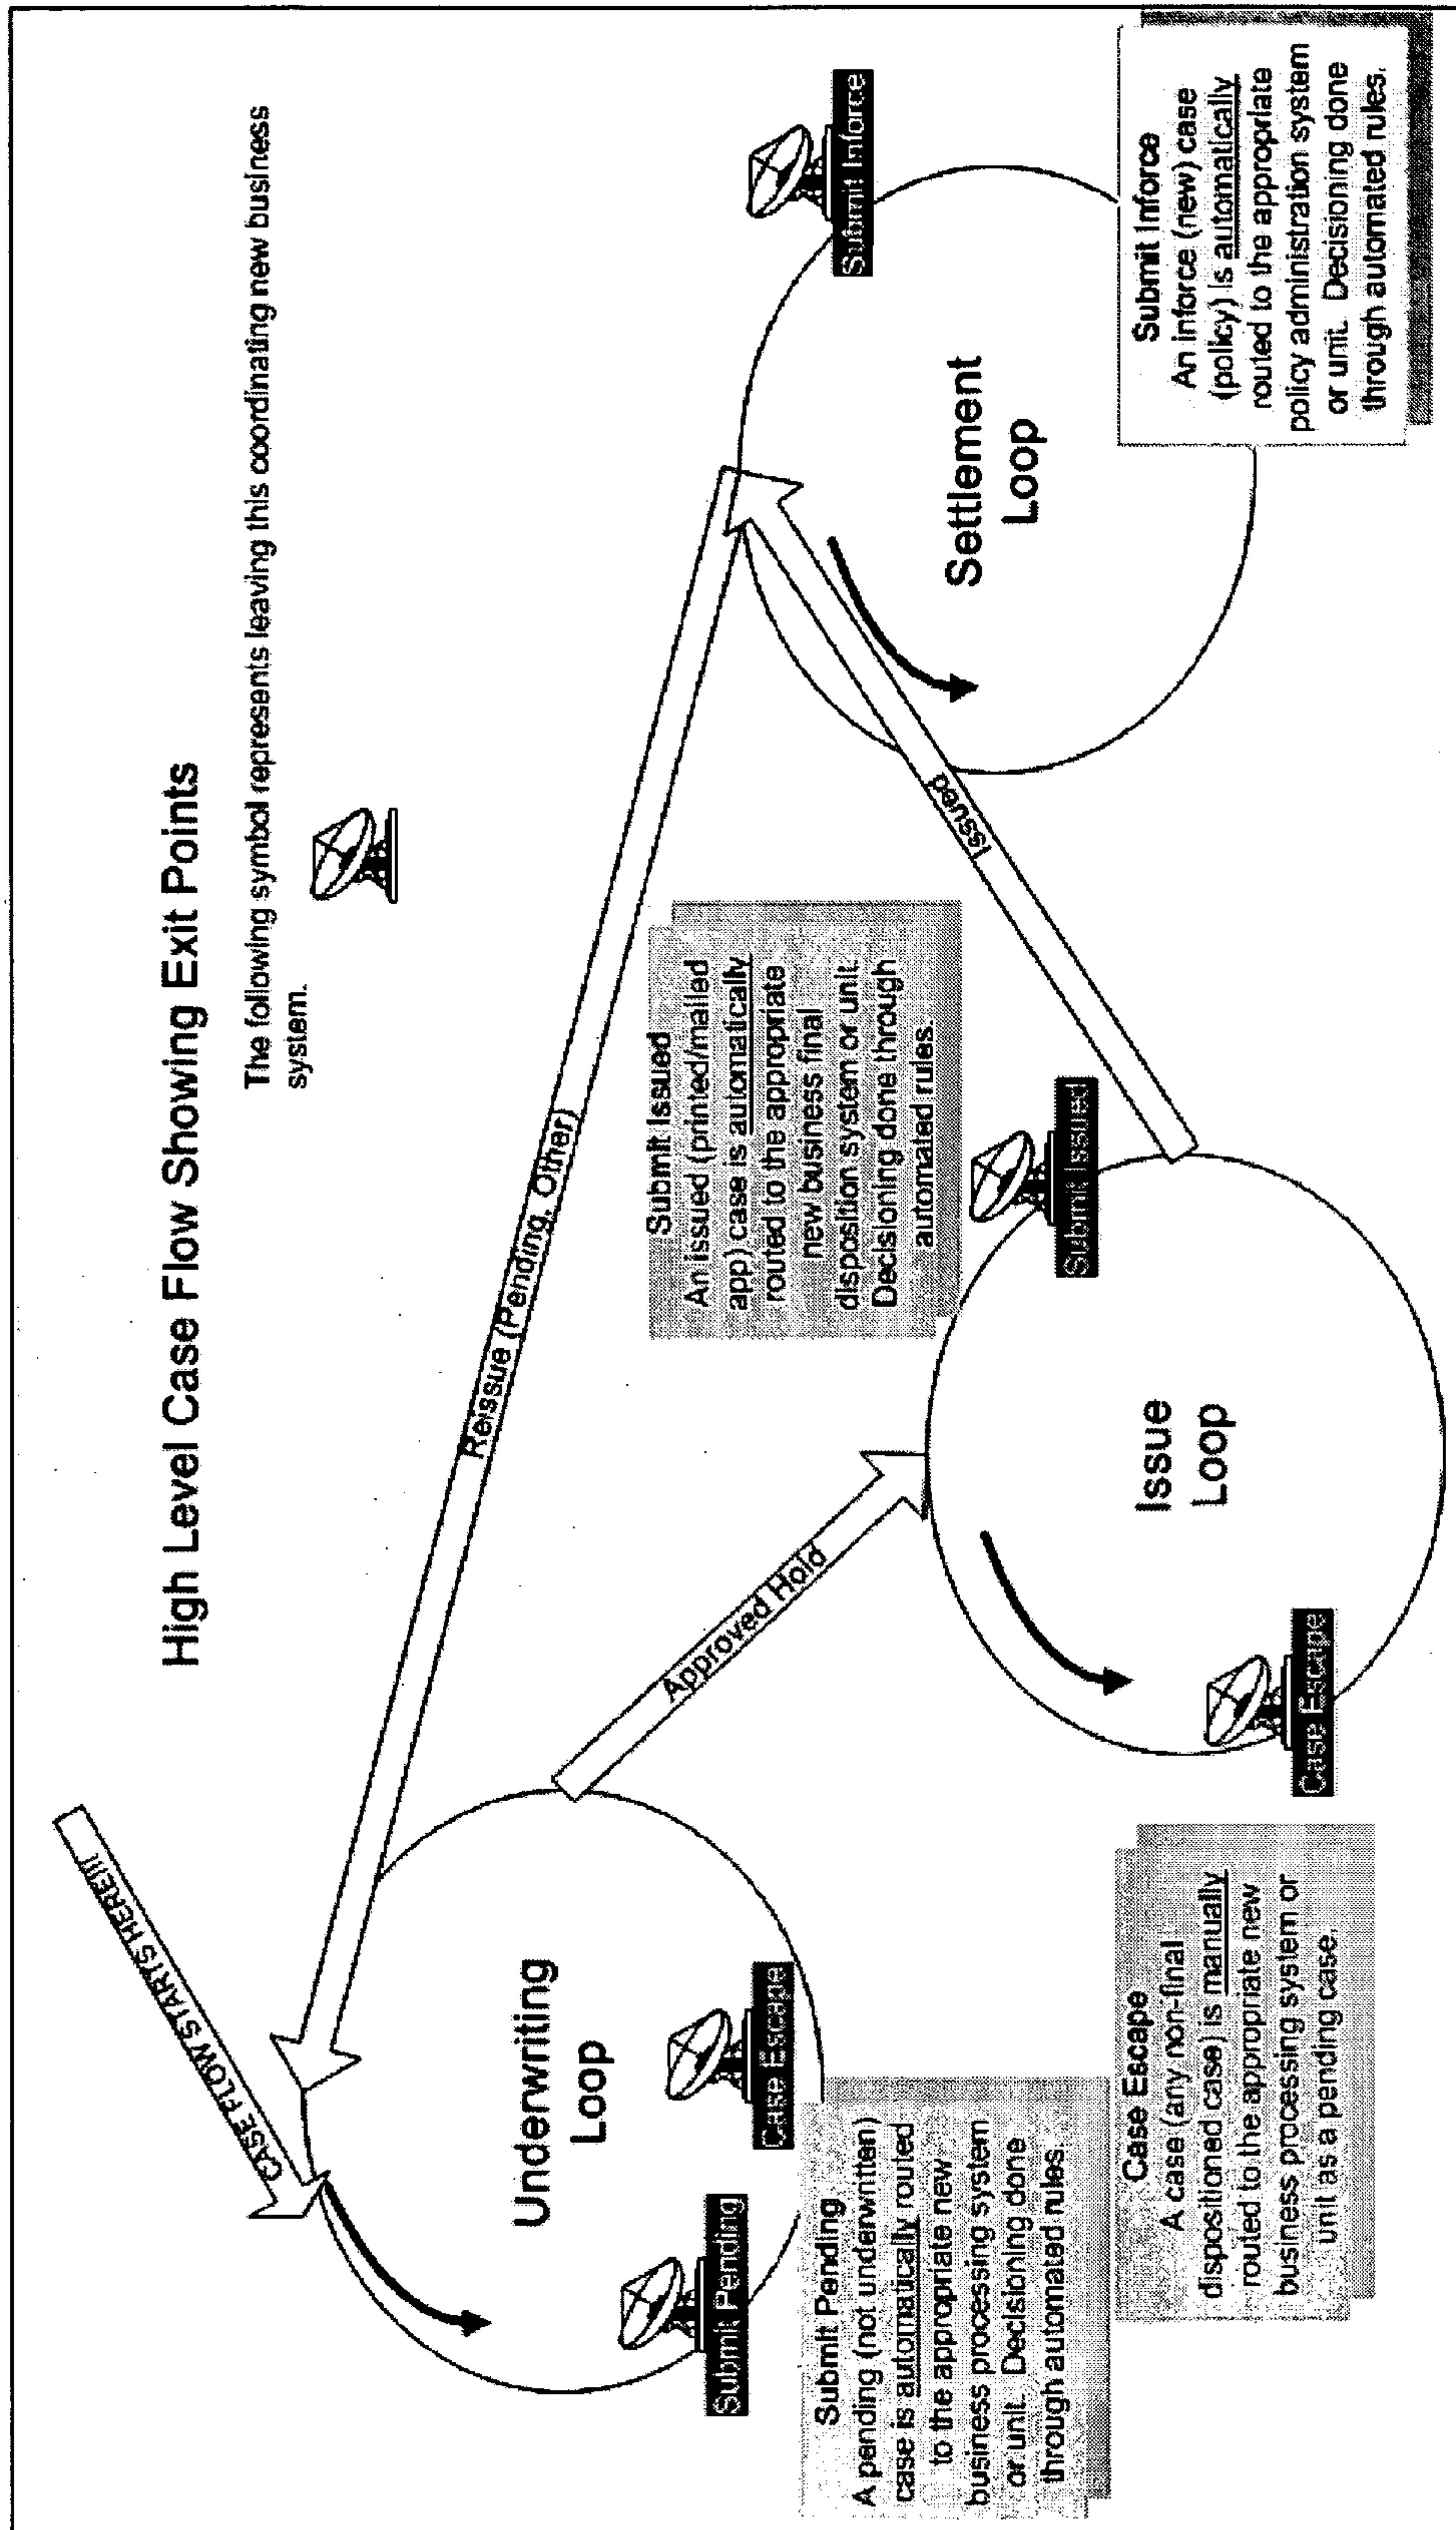 High Level Case Flow Showing Exit Points
The following symbol represents leaving this coordinating new business
system.
CASE FLOW STARTS HERE!!!
Reissue (Pending, Other)
Underwriting
Loop
Submit Pending
Case Escape
Approved Hold
Submit Pending
A pending (not underwritten)
case is automatically routed
to the appropriate new
business processing system
or unit. Decisioning done
through automated rules.
Submit Issued
An issued (printed/mailed
app) case is automatically
routed to the appropriate
new business final
disposition system or unit.
Decisioning done through
automated rules.
Issue
Loop
Case Escape
Submit Issued
Issued
Case Escape
A case (any non-final
dispositioned case) is manually
routed to the appropriate new
business processing system or
unit as a pending case.
Settlement
Loop
Submit Inforce
Submit Inforce
An inforce (new) case
(policy) is automatically
routed to the appropriate
policy administration system
or unit. Decisioning done
through automated rules.